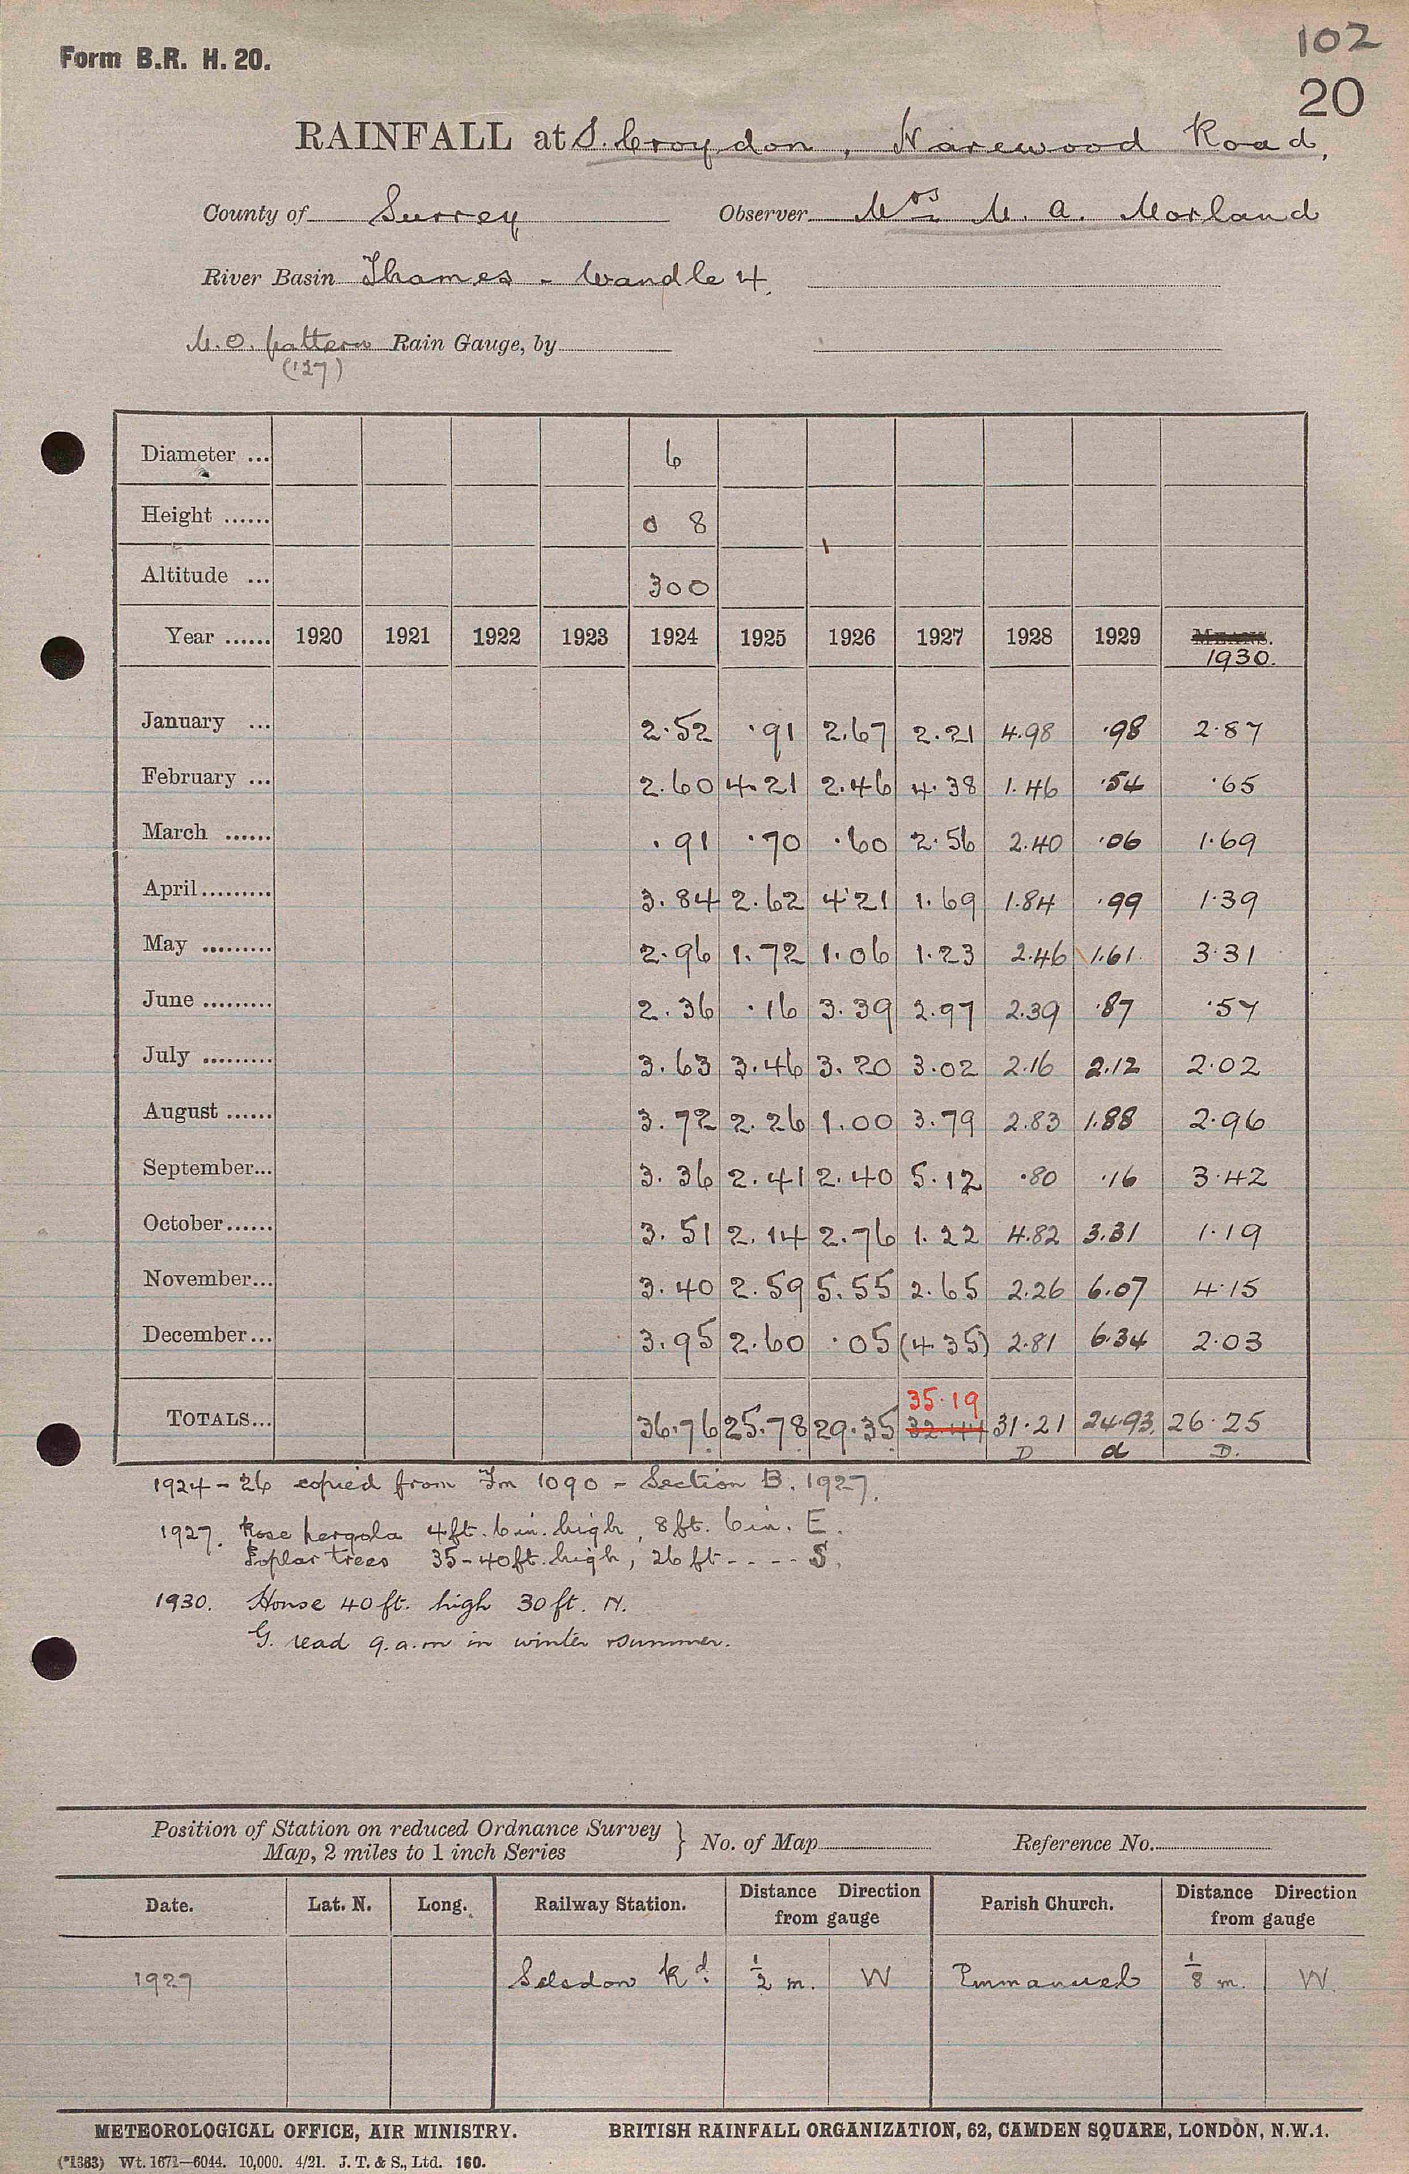 102
Form B.R. H. 20.
20
RAINFALL at S. Croydon, Harewood Road,
County of Surrey Observer Mrs M. A. Morland
River Basin Thames - Wandle 4.
M.O. pattern Rain Gauge, by
(127)
Diameter ... 6
Height ...... 0 8
Altitude ... 300
Year ...... 1920 1921 1922 1923 1924 1925 1926 1927 1928 1929 MEANS.
1930.
January ... 2.52 .91 2.67 2.21 4.98 .98 2.87
February ... 2.60 4.21 2.46 4.38 1.46 .54 .65
March ...... .91 .70 .60 2.56 2.40 .06 1.69
April ......... 3.84 2.62 4.21 1.69 1.84 .99 1.39
May ......... 2.96 1.72 1.06 1.23 2.46 1.61 3.31
June ......... 2.36 .16 3.39 2.97 2.39 .87 .57
July ......... 3.63 3.46 3.20 3.02 2.16 2.12 2.02
August ...... 3.72 2.26 1.00 3.79 2.83 1.88 2.96
September... 3.36 2.41 2.40 5.12 .80 .16 3.42
October...... 3.51 2.14 2.76 1.22 4.82 3.31 1.19
November... 3.40 2.59 5.55 2.65 2.26 6.07 4.15
December... 3.95 2.60 .05 (4.35) 2.81 6.34 2.03
35.19
TOTALS... 36.76 25.78 29.35 32.44 31.21 24.93 26.25
D d D.
1924-26 copied from Fm 1090 - Section B. 1927.
1927. Rose pergola 4ft. 6in. high, 8ft. 6in. E.
Poplar trees 35-40ft. high, 26ft - - - - S.
1930. House 40ft. high 30ft. N.
G. read 9.a.m in winter & summer.
Position of Station on reduced Ordnance Survey
Map, 2 miles to 1 inch Series } No. of Map Reference No.
Date. Lat. N. Long. Railway Station. Distance Direction from gauge Parish Church. Distance Direction from gauge
1927 Selsdon Rd. 1/2 m. W Emmanuel 1/8 m. W.
METEOROLOGICAL OFFICE, AIR MINISTRY. BRITISH RAINFALL ORGANIZATION, 62, CAMDEN SQUARE, LONDON, N.W.1.
(*1383) Wt. 1671—6044. 10,000. 4/21. J. T. & S., Ltd. 160.